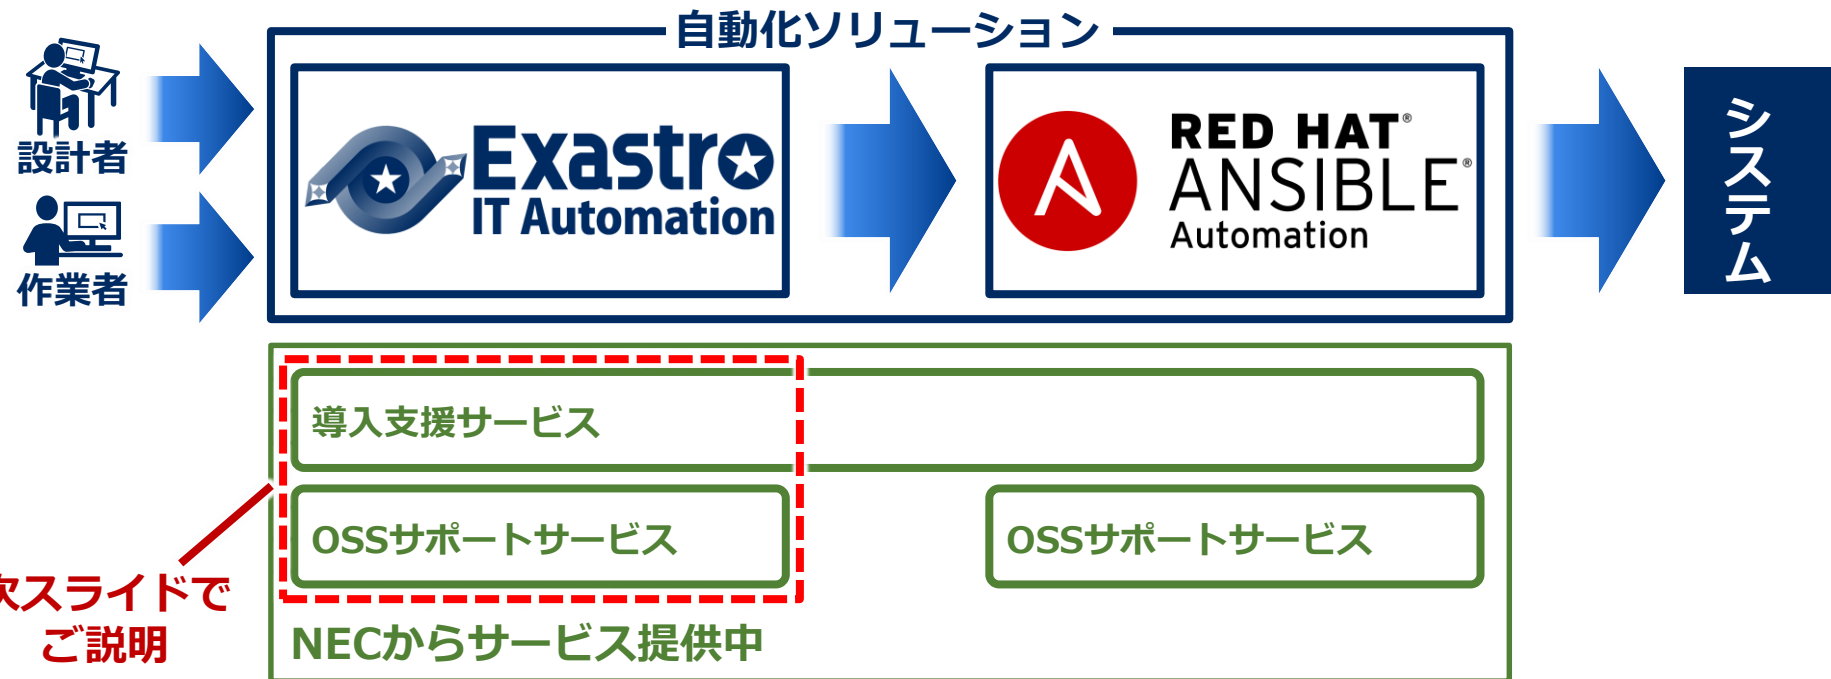 自動化ソリューション
設計者
作業者
Exastro
IT Automation
RED HAT®
ANSIBLE®
Automation
システム
導入支援サービス
OSSサポートサービス
OSSサポートサービス
次スライドで
ご説明
NECからサービス提供中